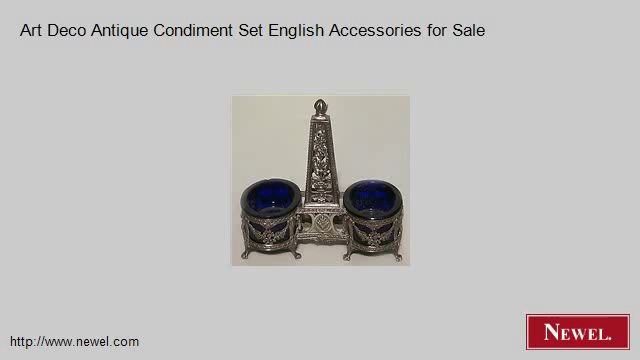 Art Deco Antique Condiment Set English Accessories for Sale
http://www.newel.com
NEWEL.